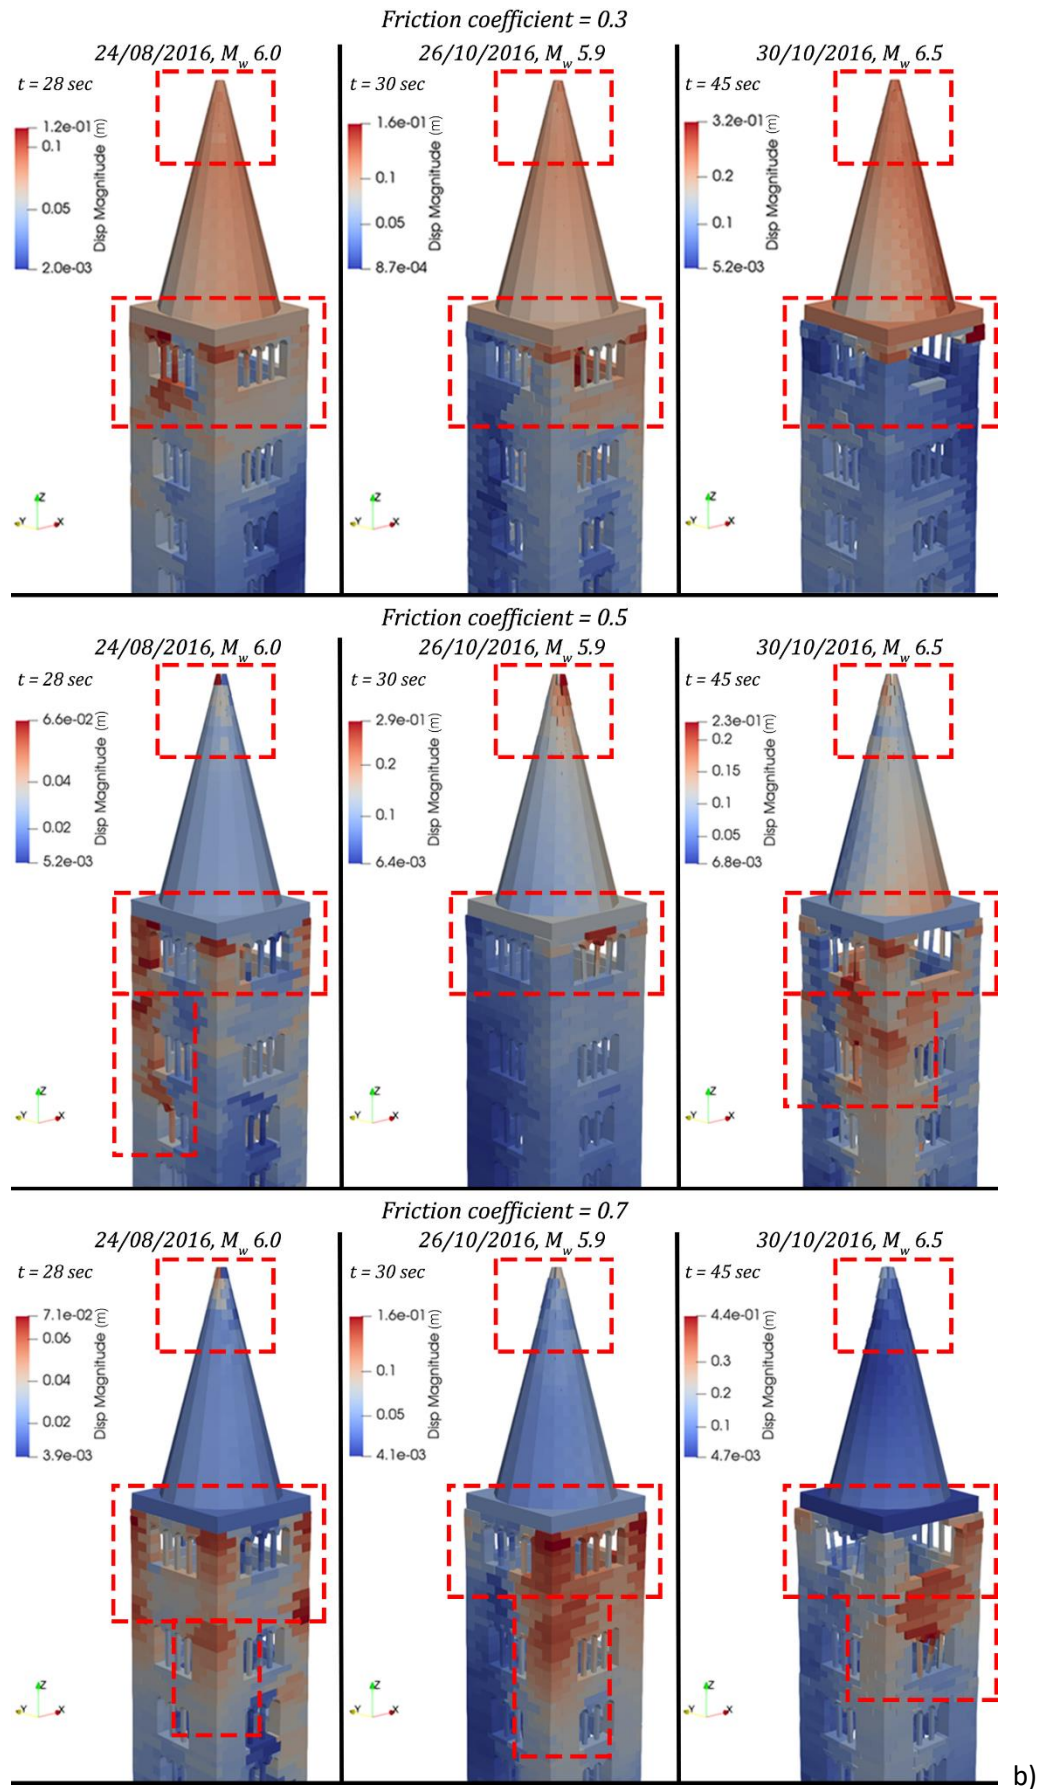 Friction coefficient = 0.3
24/08/2016, Mw 6.0
26/10/2016, Mw 5.9
30/10/2016, Mw 6.5
t = 28 sec
1.2e-01
0.1
0.05
2.0e-03
Disp Magnitude (m)
Z
Y
X
t = 30 sec
1.6e-01
0.1
0.05
8.7e-04
Disp Magnitude (m)
Z
Y
X
t = 45 sec
3.2e-01
0.2
0.1
5.2e-03
Disp Magnitude (m)
Z
Y
X
Friction coefficient = 0.5
24/08/2016, Mw 6.0
26/10/2016, Mw 5.9
30/10/2016, Mw 6.5
t = 28 sec
6.6e-02
0.04
0.02
5.2e-03
Disp Magnitude (m)
Z
Y
X
t = 30 sec
2.9e-01
0.2
0.1
6.4e-03
Disp Magnitude (m)
Z
Y
X
t = 45 sec
2.3e-01
0.2
0.15
0.1
0.05
6.8e-03
Disp Magnitude (m)
Z
Y
X
Friction coefficient = 0.7
24/08/2016, Mw 6.0
26/10/2016, Mw 5.9
30/10/2016, Mw 6.5
t = 28 sec
7.1e-02
0.06
0.04
0.02
3.9e-03
Disp Magnitude (m)
Z
Y
X
t = 30 sec
1.6e-01
0.1
0.05
4.1e-03
Disp Magnitude (m)
Z
Y
X
t = 45 sec
4.4e-01
0.3
0.2
0.1
4.7e-03
Disp Magnitude (m)
Z
Y
X
b)